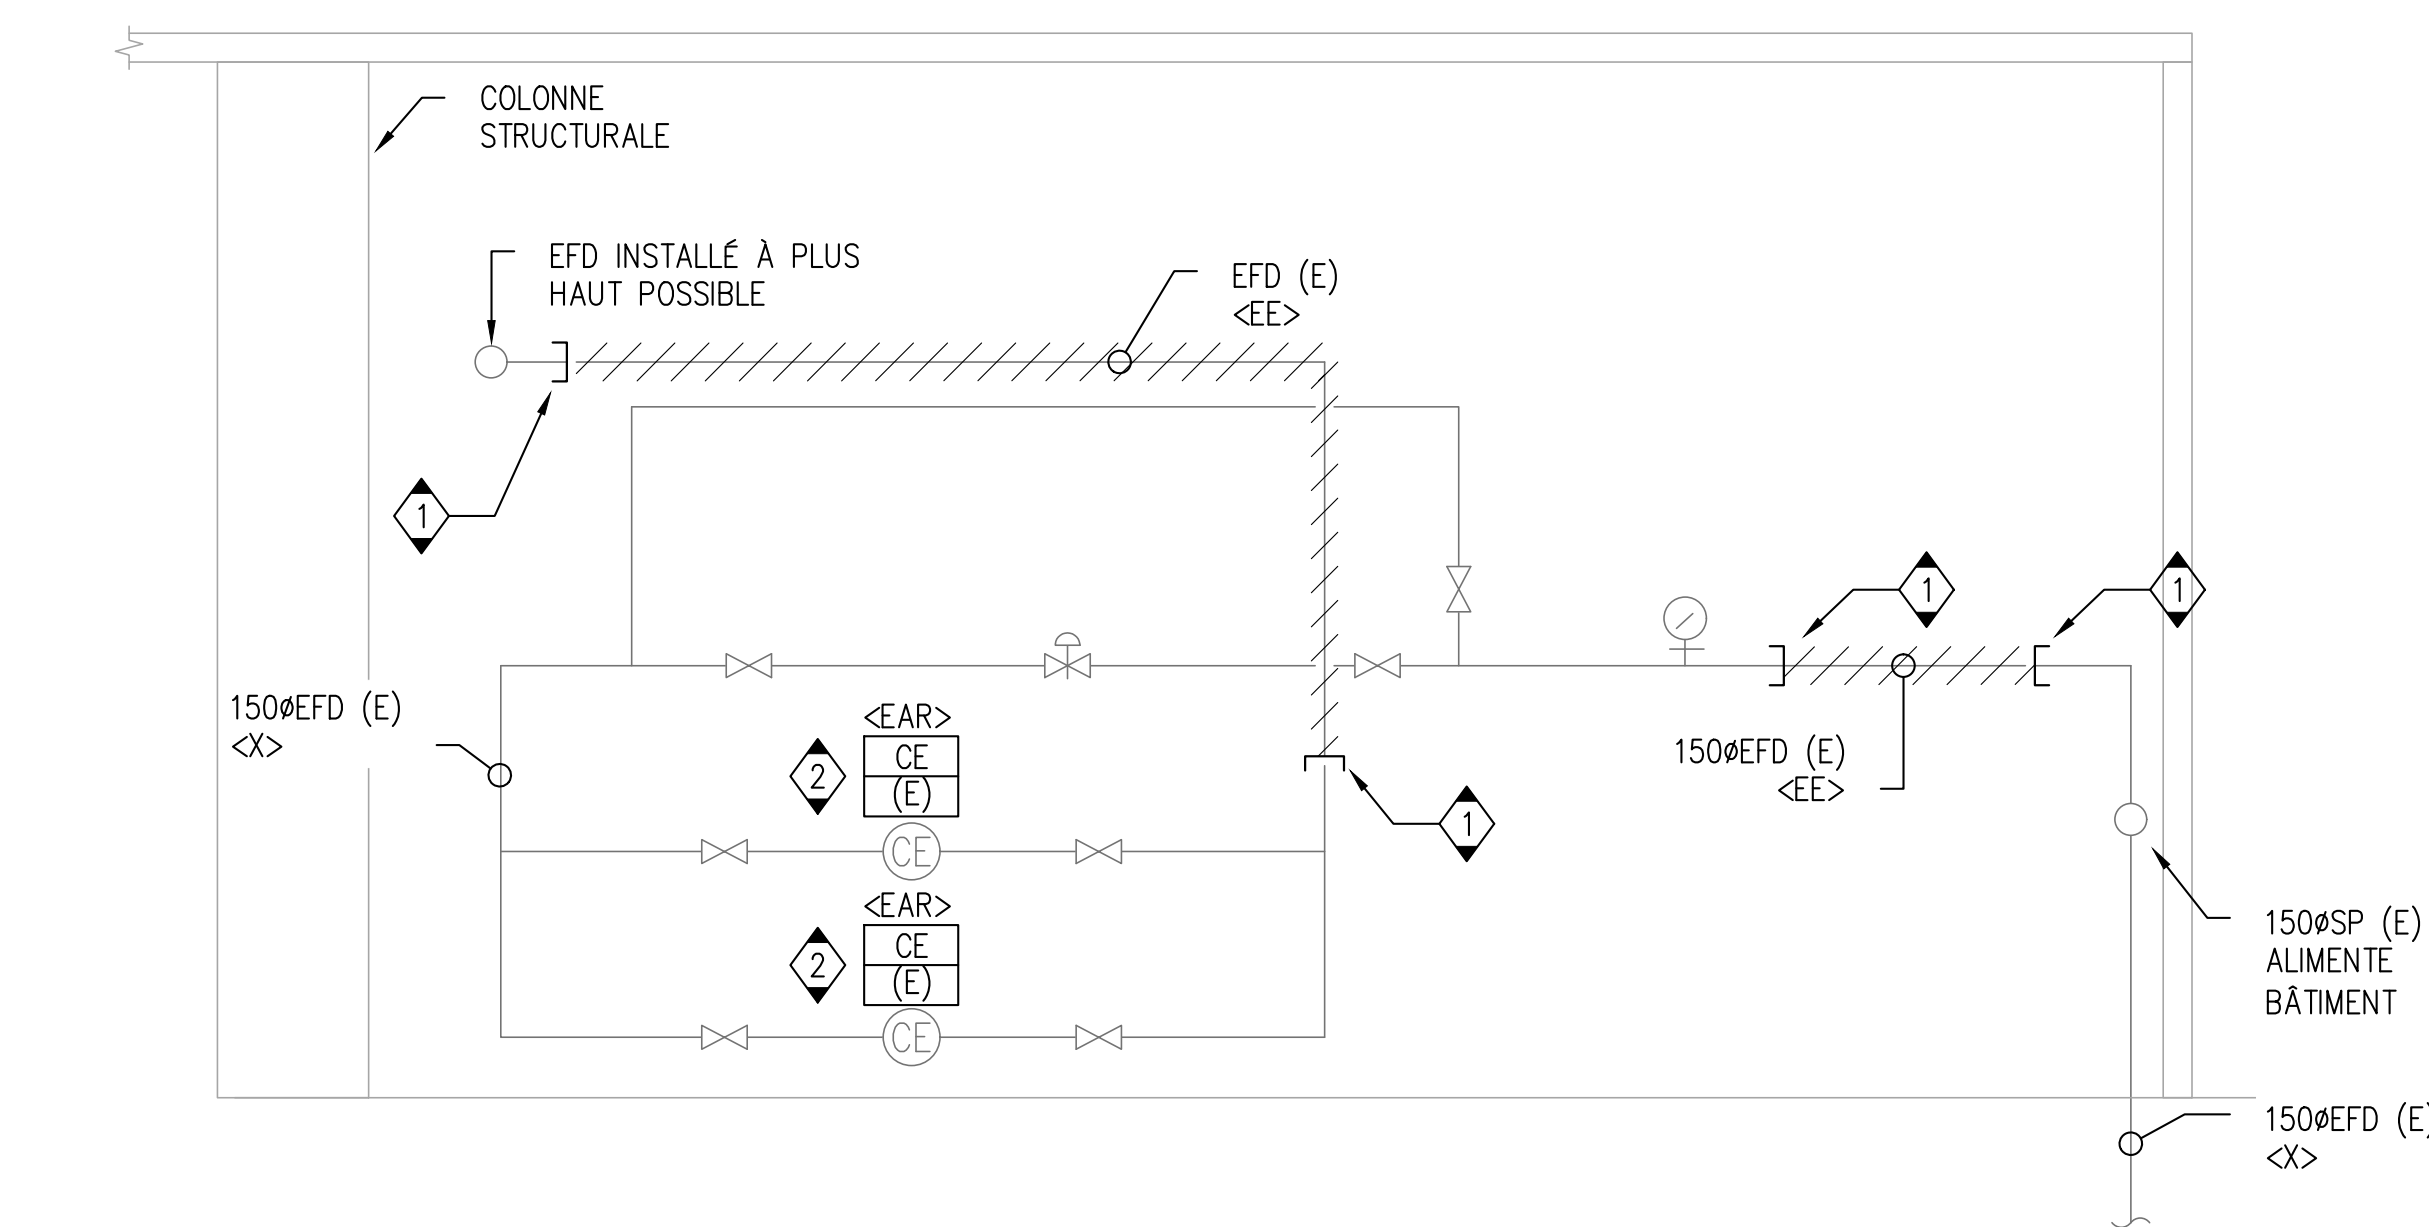 COLONNE
STRUCTURALE
EFD INSTALLÉ À PLUS
HAUT POSSIBLE
EFD (E)
<EE>
1
1
1
150øEFD (E)
<X>
<EAR>
2
CE
(E)
CE
150øEFD (E)
<EE>
1
<EAR>
2
CE
(E)
CE
150øSP (E)
ALIMENTE
BÂTIMENT
150øEFD (E)
<X>